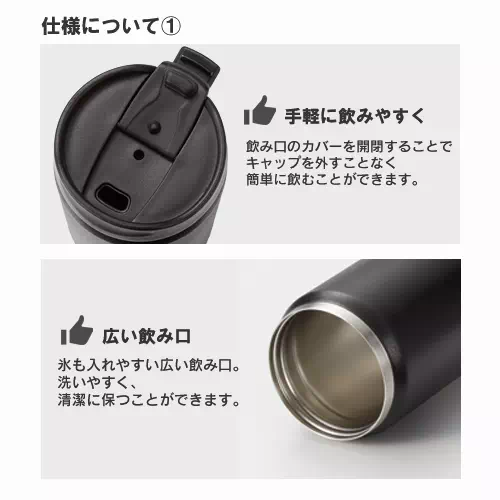 仕様について①
手軽に飲みやすく
飲み口のカバーを開閉することで
キャップを外すことなく
簡単に飲むことができます。
広い飲み口
氷も入れやすい広い飲み口。
洗いやすく、
清潔に保つことができます。